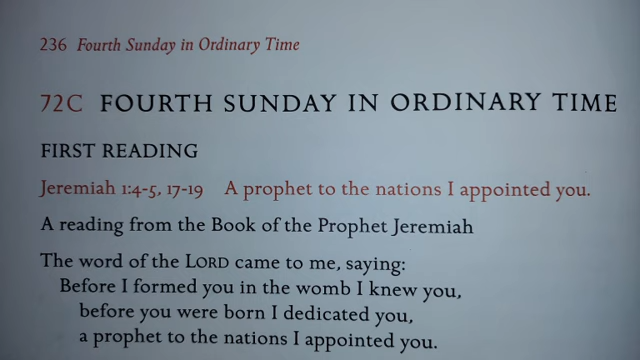 236 Fourth Sunday in Ordinary Time
72C FOURTH SUNDAY IN ORDINARY TIME
FIRST READING
Jeremiah 1:4-5, 17-19 A prophet to the nations I appointed you.
A reading from the Book of the Prophet Jeremiah
The word of the LORD came to me, saying:
Before I formed you in the womb I knew you,
before you were born I dedicated you,
a prophet to the nations I appointed you.